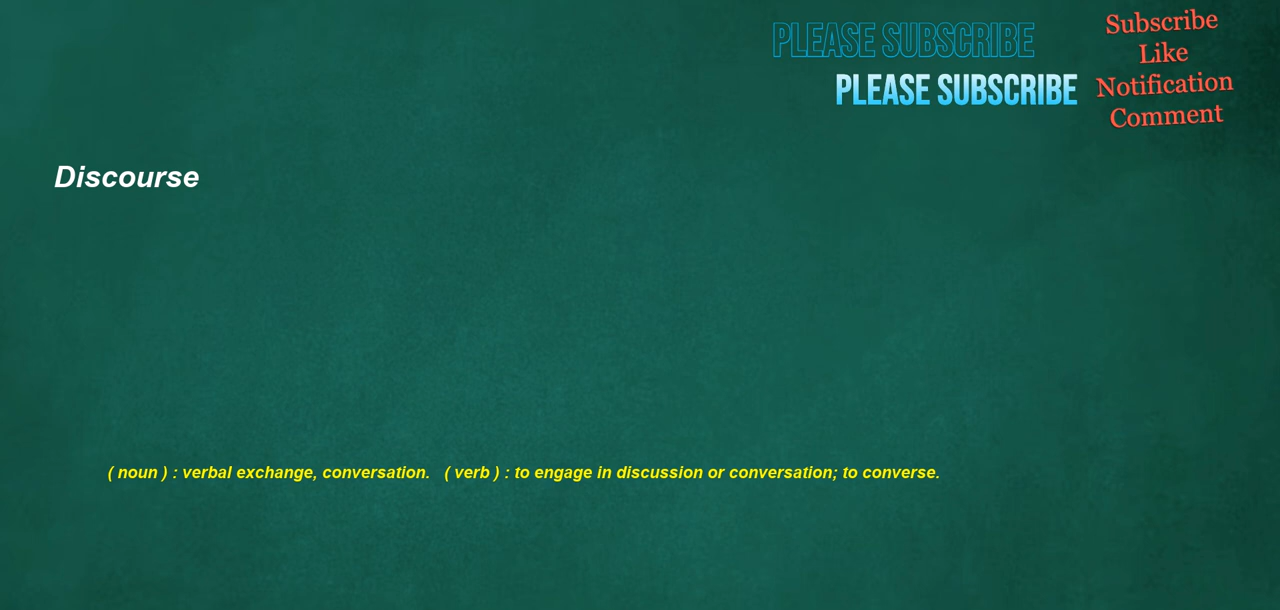 PLEASE SUBSCRIBE
PLEASE SUBSCRIBE
Subscribe
Like
Notification
Comment
Discourse
( noun ) : verbal exchange, conversation.   ( verb ) : to engage in discussion or conversation; to converse.